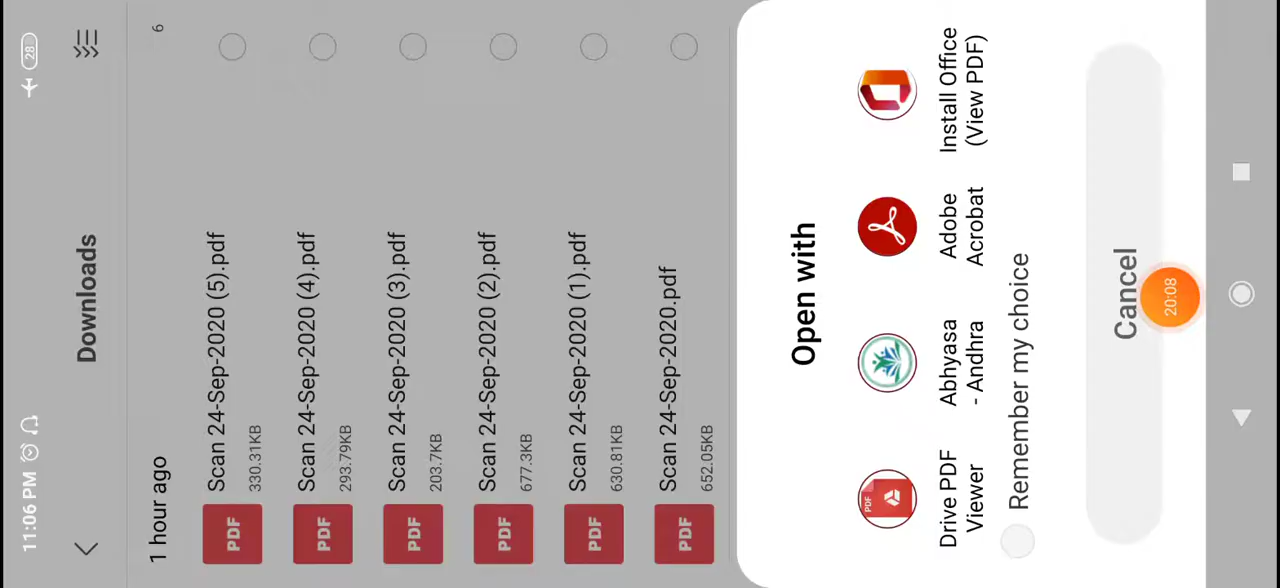 11:06 PM
28
Downloads
1 hour ago
6
PDF
Scan 24-Sep-2020 (5).pdf
330.31KB
PDF
Scan 24-Sep-2020 (4).pdf
293.79KB
PDF
Scan 24-Sep-2020 (3).pdf
203.7KB
PDF
Scan 24-Sep-2020 (2).pdf
677.3KB
PDF
Scan 24-Sep-2020 (1).pdf
630.81KB
PDF
Scan 24-Sep-2020.pdf
652.05KB
Open with
PDF
Drive PDF
Viewer
Abhyasa
- Andhra
Adobe
Acrobat
Install Office
(View PDF)
Remember my choice
Cancel
20:08